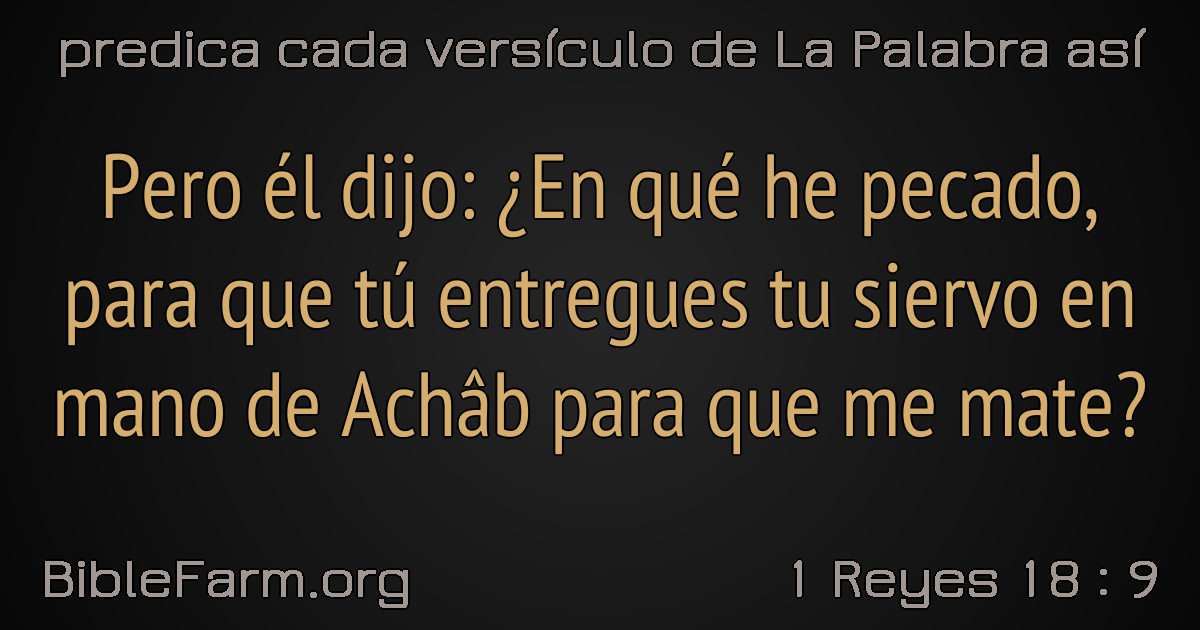 predica cada versículo de La Palabra así
Pero él dijo: ¿En qué he pecado,
para que tú entregues tu siervo en
mano de Achâb para que me mate?
BibleFarm.org
1 Reyes 18 : 9